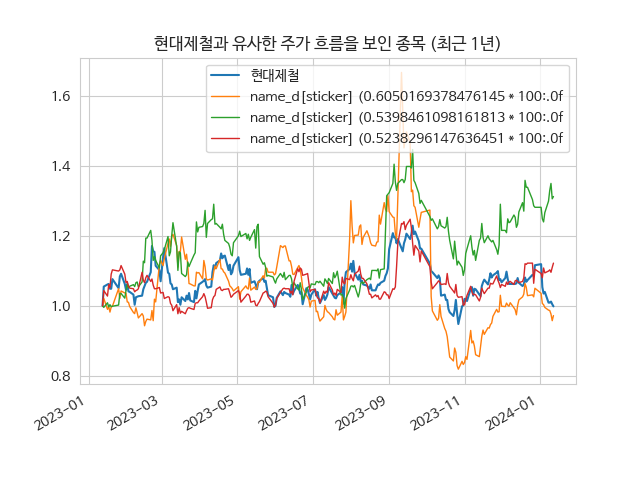 현대제철과 유사한 주가 흐름을 보인 종목 (최근 1년)
현대제철
name_d[sticker] (0.6050169378476145 * 100:.0f
name_d[sticker] (0.5398461098161813 * 100:.0f
name_d[sticker] (0.5238296147636451 * 100:.0f
1.6
1.4
1.2
1.0
0.8
2023-01
2023-03
2023-05
2023-07
2023-09
2023-11
2024-01